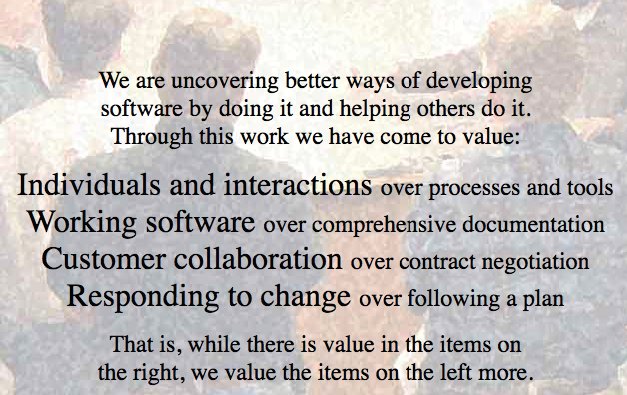 We are uncovering better ways of developing
software by doing it and helping others do it.
Through this work we have come to value:
Individuals and interactions over processes and tools
Working software over comprehensive documentation
Customer collaboration over contract negotiation
Responding to change over following a plan
That is, while there is value in the items on
the right, we value the items on the left more.